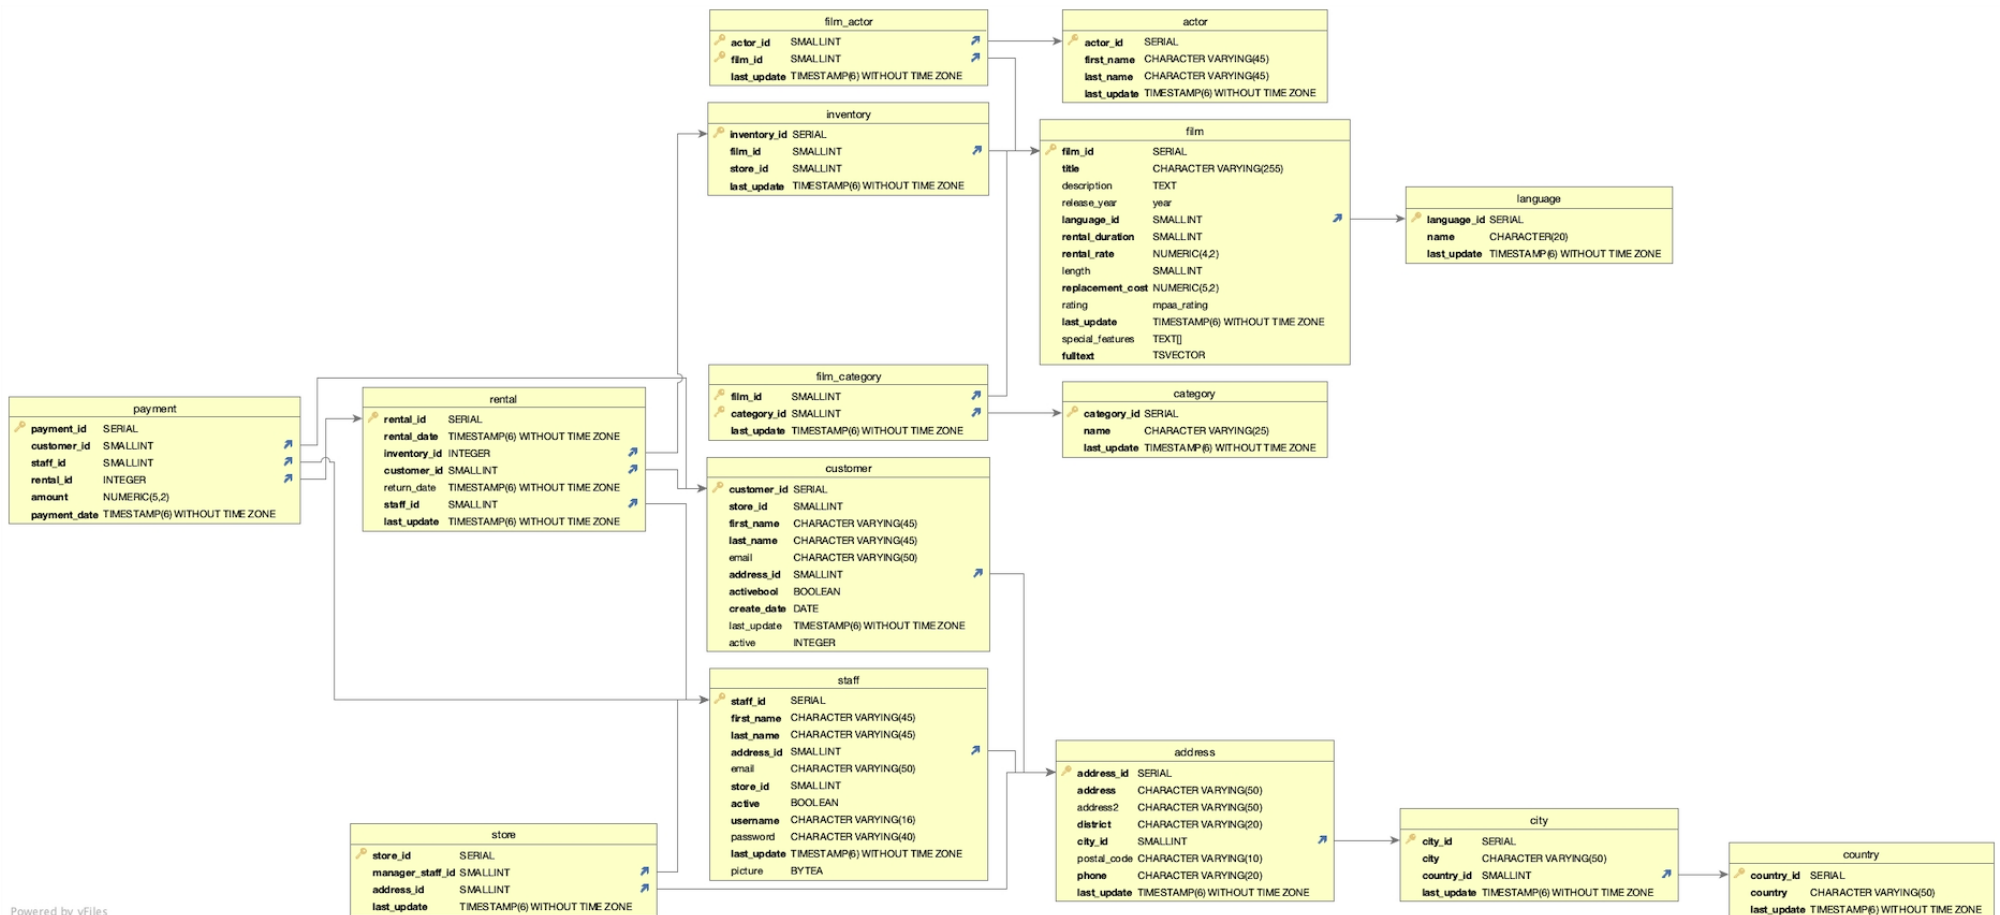 film_actor
actor_id SMALLINT
film_id SMALLINT
last_update TIMESTAMP(6) WITHOUT TIME ZONE
actor
actor_id SERIAL
first_name CHARACTER VARYING(45)
last_name CHARACTER VARYING(45)
last_update TIMESTAMP(6) WITHOUT TIME ZONE
inventory
inventory_id SERIAL
film_id SMALLINT
store_id SMALLINT
last_update TIMESTAMP(6) WITHOUT TIME ZONE
film
film_id SERIAL
title CHARACTER VARYING(255)
description TEXT
release_year year
language_id SMALLINT
rental_duration SMALLINT
rental_rate NUMERIC(4,2)
length SMALLINT
replacement_cost NUMERIC(5,2)
rating mpaa_rating
last_update TIMESTAMP(6) WITHOUT TIME ZONE
special_features TEXT[]
fulltext TSVECTOR
language
language_id SERIAL
name CHARACTER(20)
last_update TIMESTAMP(6) WITHOUT TIME ZONE
payment
payment_id SERIAL
customer_id SMALLINT
staff_id SMALLINT
rental_id INTEGER
amount NUMERIC(5,2)
payment_date TIMESTAMP(6) WITHOUT TIME ZONE
rental
rental_id SERIAL
rental_date TIMESTAMP(6) WITHOUT TIME ZONE
inventory_id INTEGER
customer_id SMALLINT
return_date TIMESTAMP(6) WITHOUT TIME ZONE
staff_id SMALLINT
last_update TIMESTAMP(6) WITHOUT TIME ZONE
film_category
film_id SMALLINT
category_id SMALLINT
last_update TIMESTAMP(6) WITHOUT TIME ZONE
category
category_id SERIAL
name CHARACTER VARYING(25)
last_update TIMESTAMP(6) WITHOUT TIME ZONE
customer
customer_id SERIAL
store_id SMALLINT
first_name CHARACTER VARYING(45)
last_name CHARACTER VARYING(45)
email CHARACTER VARYING(50)
address_id SMALLINT
activebool BOOLEAN
create_date DATE
last_update TIMESTAMP(6) WITHOUT TIME ZONE
active INTEGER
staff
staff_id SERIAL
first_name CHARACTER VARYING(45)
last_name CHARACTER VARYING(45)
address_id SMALLINT
email CHARACTER VARYING(50)
store_id SMALLINT
active BOOLEAN
username CHARACTER VARYING(16)
password CHARACTER VARYING(40)
last_update TIMESTAMP(6) WITHOUT TIME ZONE
picture BYTEA
store
store_id SERIAL
manager_staff_id SMALLINT
address_id SMALLINT
last_update TIMESTAMP(6) WITHOUT TIME ZONE
address
address_id SERIAL
address CHARACTER VARYING(50)
address2 CHARACTER VARYING(50)
district CHARACTER VARYING(20)
city_id SMALLINT
postal_code CHARACTER VARYING(10)
phone CHARACTER VARYING(20)
last_update TIMESTAMP(6) WITHOUT TIME ZONE
city
city_id SERIAL
city CHARACTER VARYING(50)
country_id SMALLINT
last_update TIMESTAMP(6) WITHOUT TIME ZONE
country
country_id SERIAL
country CHARACTER VARYING(50)
last_update TIMESTAMP(6) WITHOUT TIME ZONE
Powered by yFiles